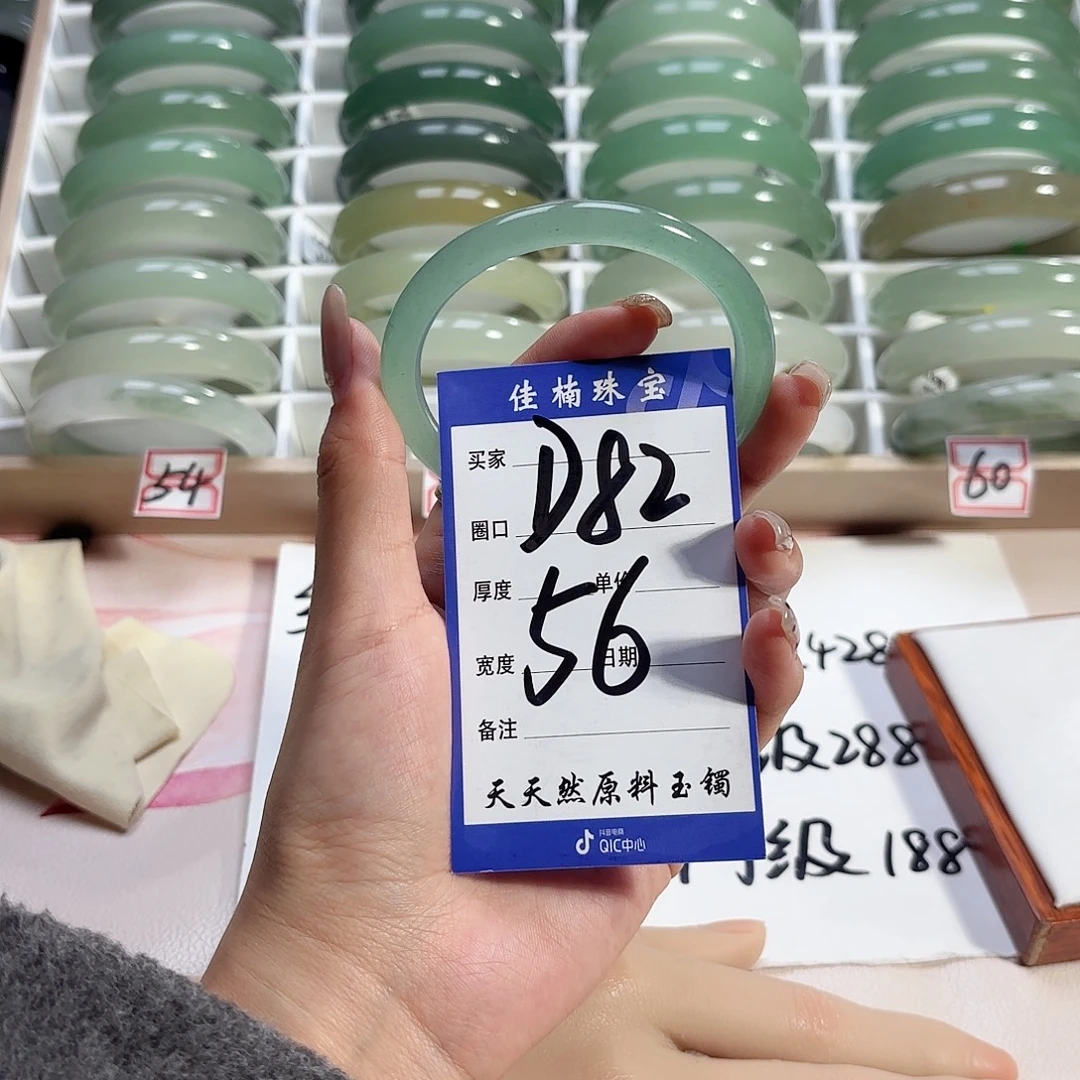 佳楠珠宝
买家
D82
圈口
厚度
单价
56
宽度
日期
备注
天天然原料玉镯
抖音电商
QIC中心
54
60
428
级288
级188